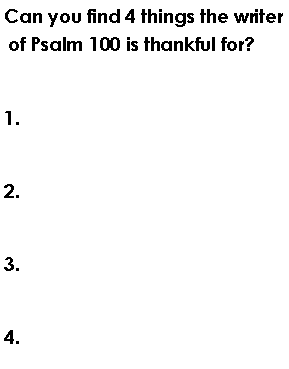 Can you find 4 things the writer
of Psalm 100 is thankful for?
1.
2.
3.
4.